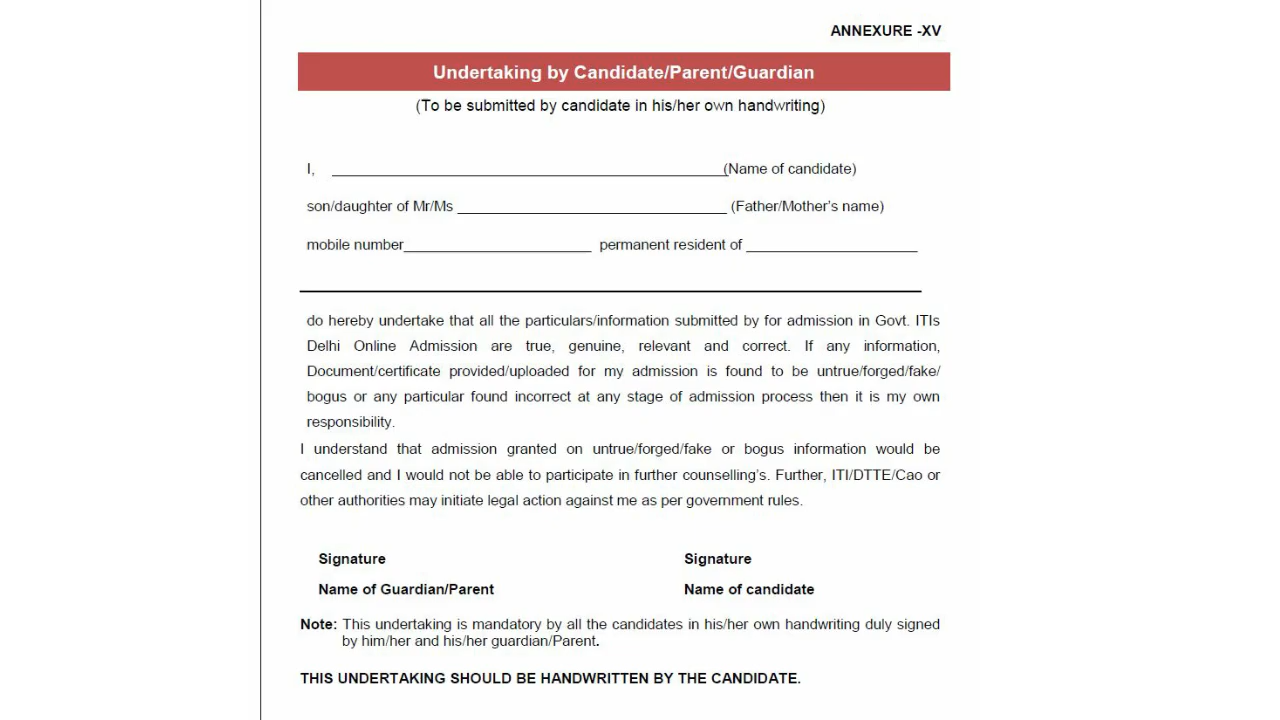 ANNEXURE -XV
Undertaking by Candidate/Parent/Guardian
(To be submitted by candidate in his/her own handwriting)
I, ______________________________(Name of candidate)
son/daughter of Mr/Ms ______________________ (Father/Mother’s name)
mobile number________________ permanent resident of ______________
do hereby undertake that all the particulars/information submitted by for admission in Govt. ITIs
Delhi Online Admission are true, genuine, relevant and correct. If any information,
Document/certificate provided/uploaded for my admission is found to be untrue/forged/fake/
bogus or any particular found incorrect at any stage of admission process then it is my own
responsibility.
I understand that admission granted on untrue/forged/fake or bogus information would be
cancelled and I would not be able to participate in further counselling’s. Further, ITI/DTTE/Cao or
other authorities may initiate legal action against me as per government rules.
Signature Signature
Name of Guardian/Parent Name of candidate
Note: This undertaking is mandatory by all the candidates in his/her own handwriting duly signed
by him/her and his/her guardian/Parent.
THIS UNDERTAKING SHOULD BE HANDWRITTEN BY THE CANDIDATE.